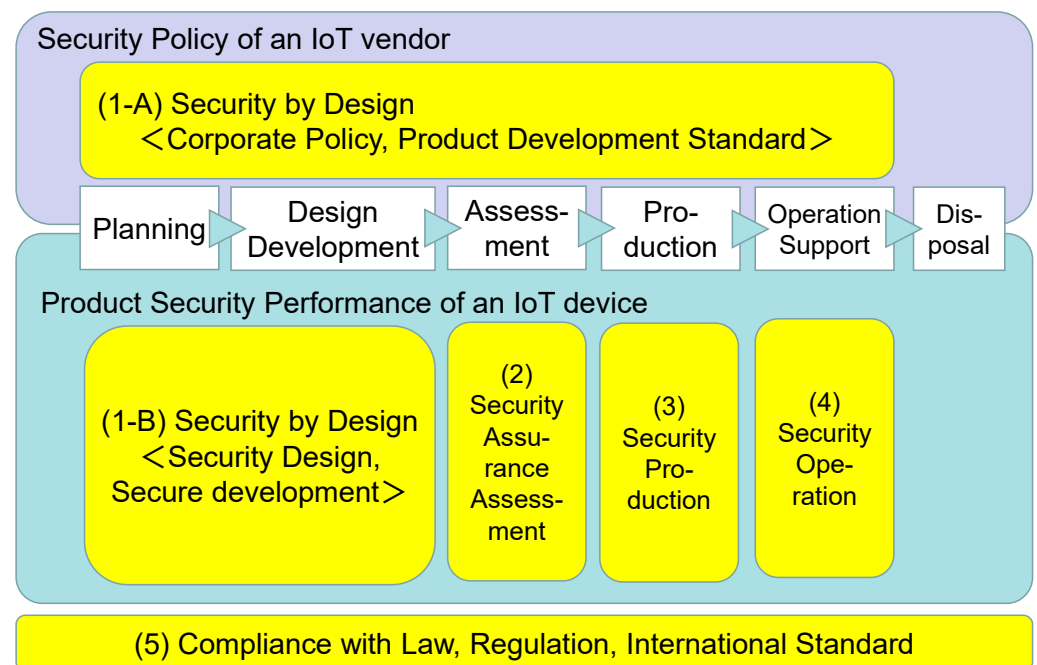 Security Policy of an IoT vendor
(1-A) Security by Design
＜Corporate Policy, Product Development Standard＞
Planning
Design
Development
Assess-
ment
Pro-
duction
Operation
Support
Dis-
posal
Product Security Performance of an IoT device
(1-B) Security by Design
＜Security Design,
Secure development＞
(2)
Security
Assu-
rance
Assess-
ment
(3)
Security
Pro-
duction
(4)
Security
Ope-
ration
(5) Compliance with Law, Regulation, International Standard